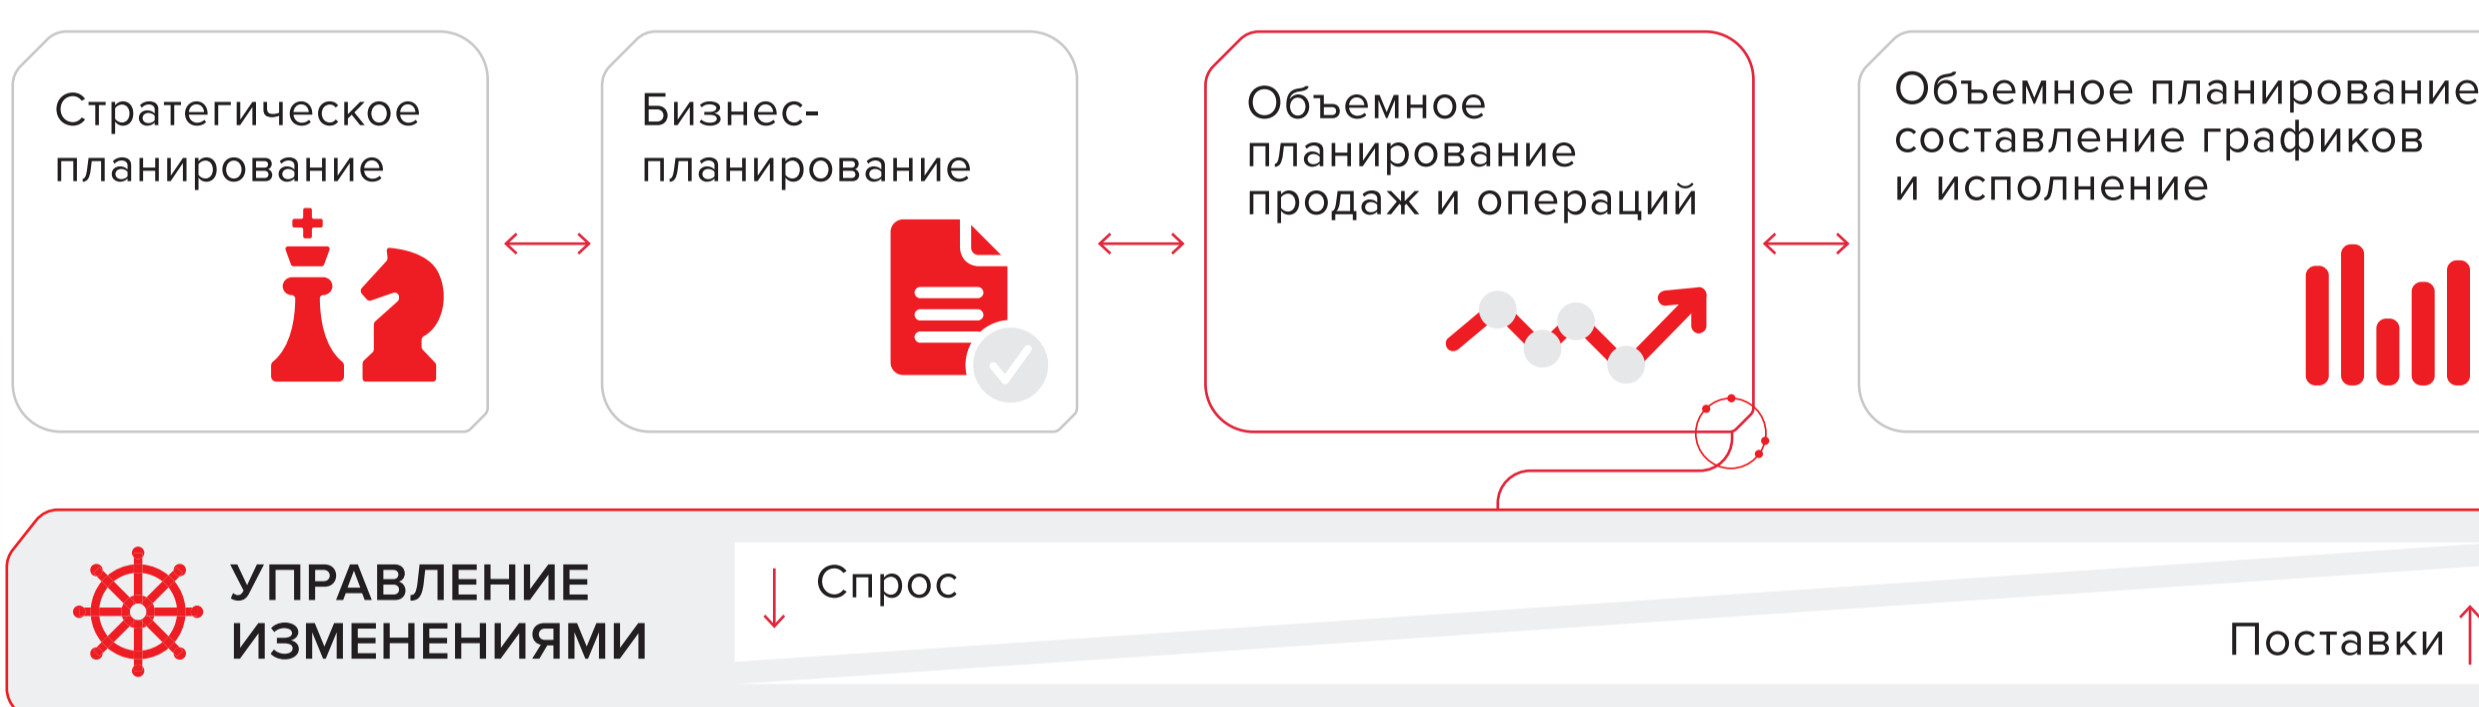 Стратегическое
планирование
Бизнес-
планирование
Объемное
планирование
продаж и операций
Объемное планирование
составление графиков
и исполнение
УПРАВЛЕНИЕ
ИЗМЕНЕНИЯМИ
Спрос
Поставки